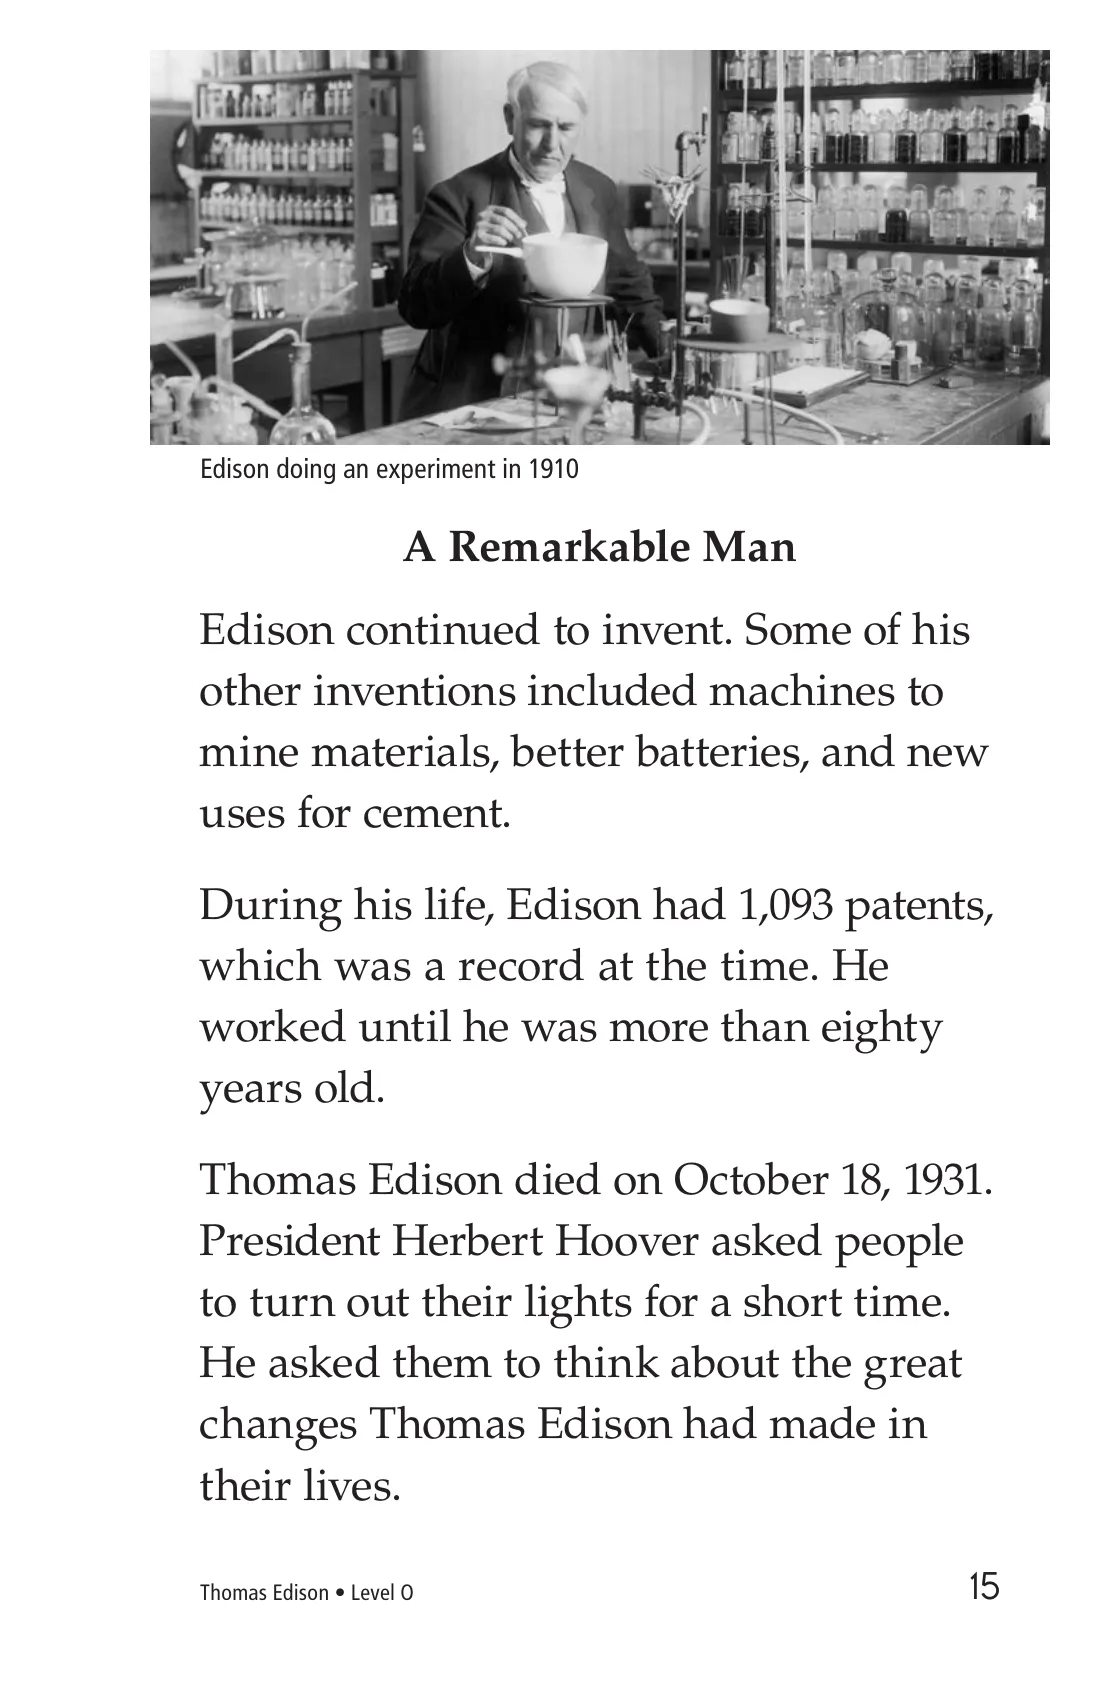 Edison doing an experiment in 1910
A Remarkable Man
Edison continued to invent. Some of his
other inventions included machines to
mine materials, better batteries, and new
uses for cement.
During his life, Edison had 1,093 patents,
which was a record at the time. He
worked until he was more than eighty
years old.
Thomas Edison died on October 18, 1931.
President Herbert Hoover asked people
to turn out their lights for a short time.
He asked them to think about the great
changes Thomas Edison had made in
their lives.
Thomas Edison • Level O
15